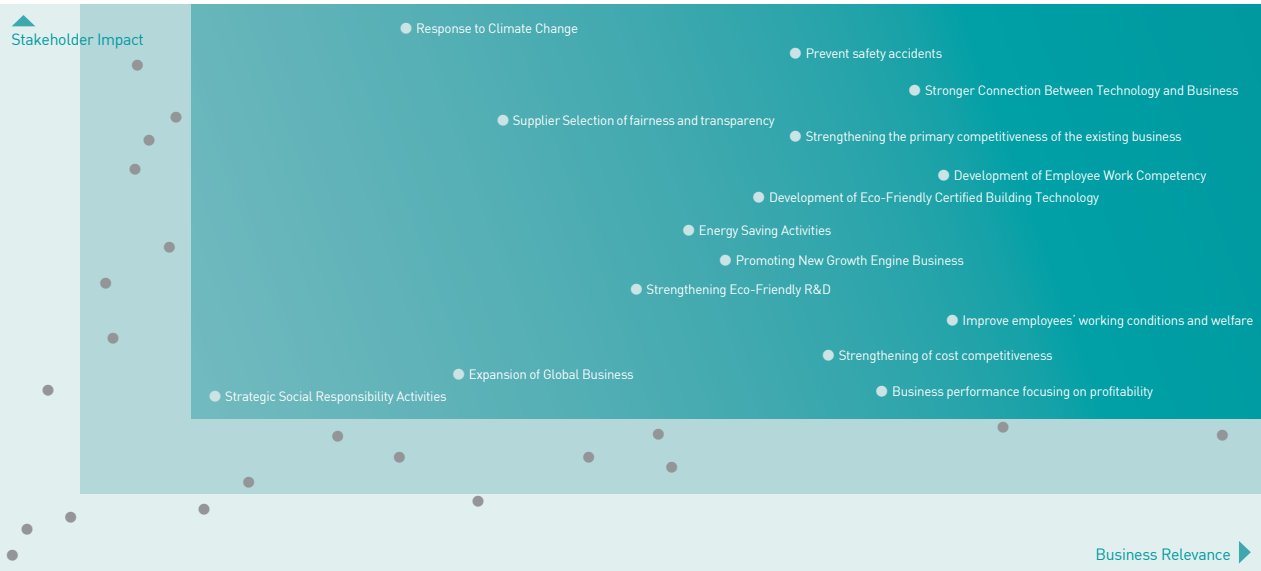 Stakeholder Impact
Response to Climate Change
Prevent safety accidents
Stronger Connection Between Technology and Business
Supplier Selection of fairness and transparency
Strengthening the primary competitiveness of the existing business
Development of Employee Work Competency
Development of Eco-Friendly Certified Building Technology
Energy Saving Activities
Promoting New Growth Engine Business
Strengthening Eco-Friendly R&D
Improve employees´ working conditions and welfare
Strengthening of cost competitiveness
Expansion of Global Business
Business performance focusing on profitability
Strategic Social Responsibility Activities
Business Relevance